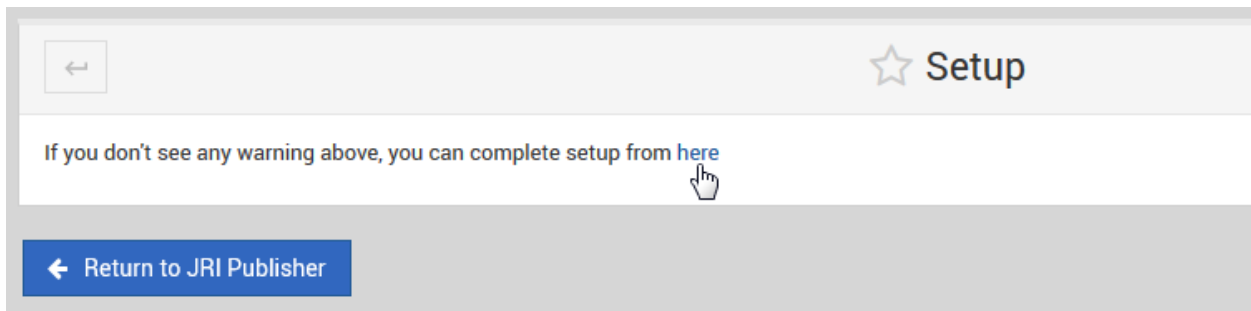 Setup
If you don't see any warning above, you can complete setup from here
Return to JRI Publisher